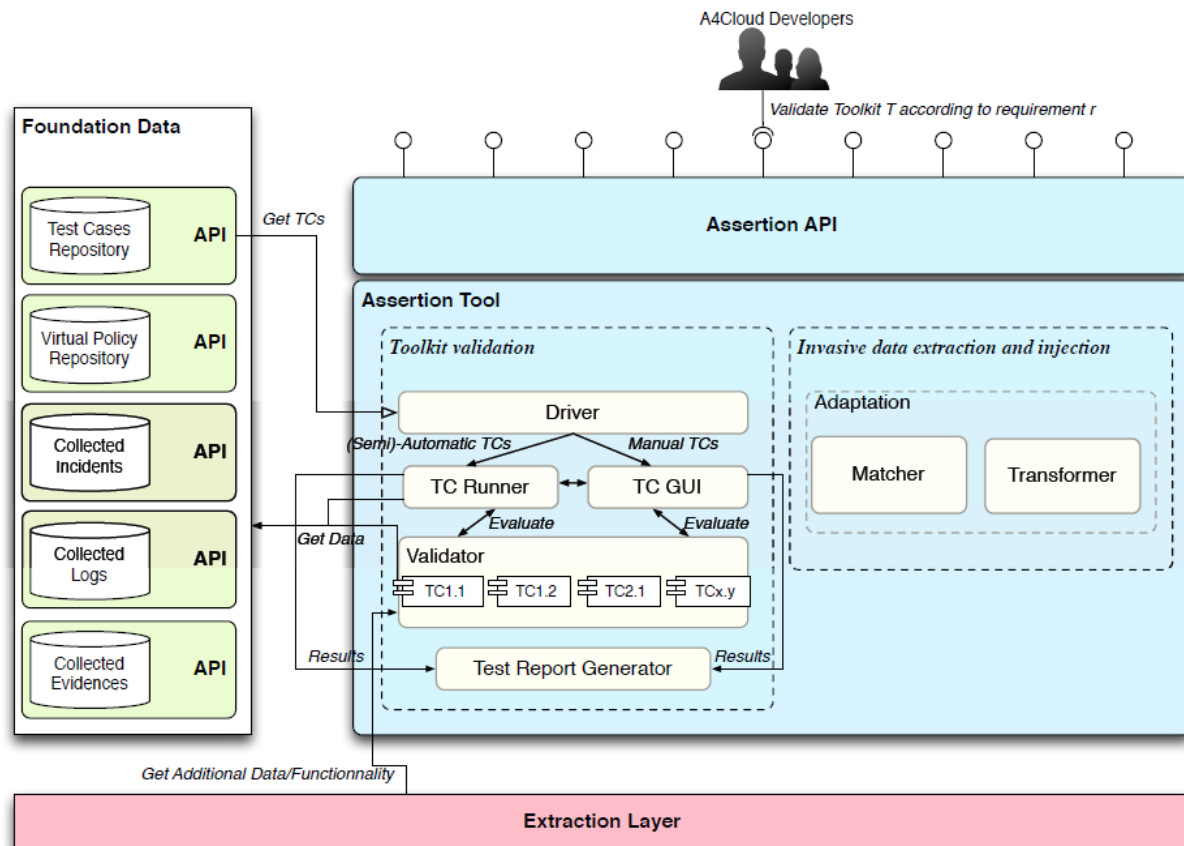 A4Cloud Developers
Validate Toolkit T according to requirement r
Foundation Data
Test Cases
Repository
API
Get TCs
Virtual Policy
Repository
API
Collected
Incidents
API
Collected
Logs
API
Collected
Evidences
API
Assertion API
Assertion Tool
Toolkit validation
Driver
(Semi)-Automatic TCs
Manual TCs
TC Runner
TC GUI
Evaluate
Evaluate
Get Data
Validator
TC1.1
TC1.2
TC2.1
TCx.y
Results
Test Report Generator
Results
Invasive data extraction and injection
Adaptation
Matcher
Transformer
Get Additional Data/Functionnality
Extraction Layer